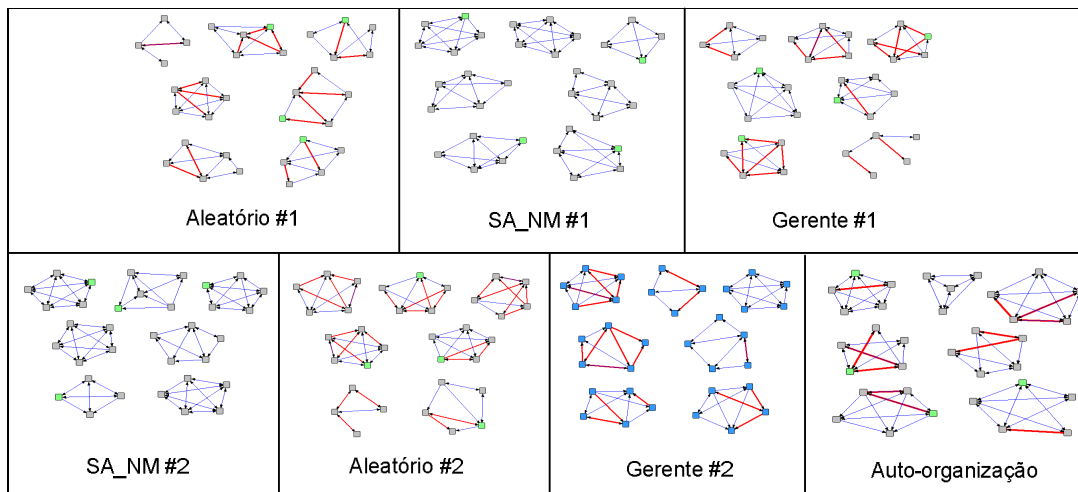 Aleatório #1
SA_NM #1
Gerente #1
SA_NM #2
Aleatório #2
Gerente #2
Auto-organização